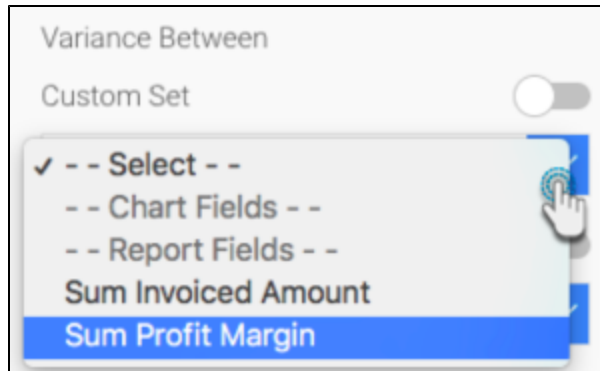 Variance Between
Custom Set
✓ - - Select - -
- - Chart Fields - -
- - Report Fields - -
Sum Invoiced Amount
Sum Profit Margin